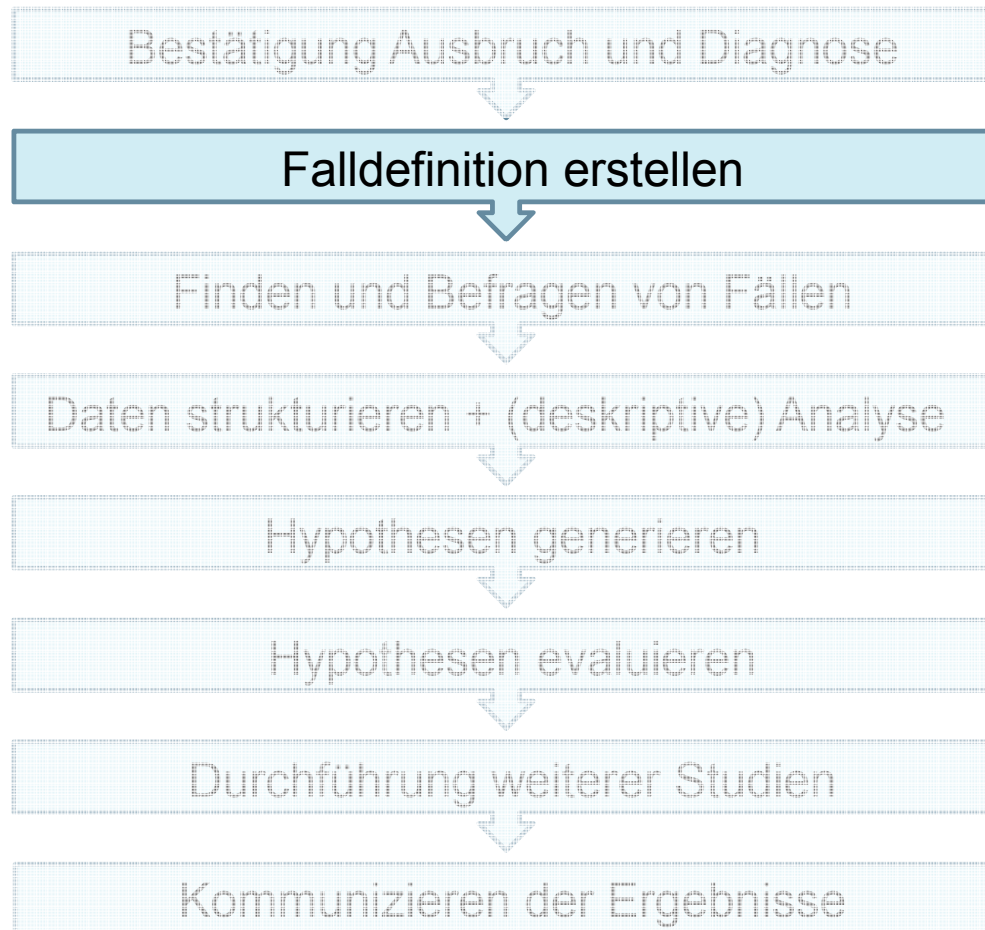 Bestätigung Ausbruch und Diagnose
Falldefinition erstellen
Finden und Befragen von Fällen
Daten strukturieren + (deskriptive) Analyse
Hypothesen generieren
Hypothesen evaluieren
Durchführung weiterer Studien
Kommunizieren der Ergebnisse